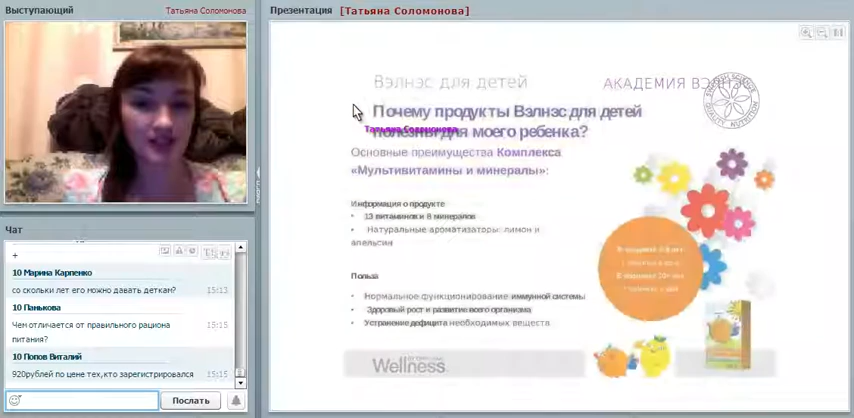 Выступающий
Татьяна Соломонова
Презентация [Татьяна Соломонова]
Вэлнэс для детей
АКАДЕМИЯ ВЭЛНЭС
Почему продукты Вэлнэс для детей
полезны для моего ребенка?
Татьяна Соломонова
Основные преимущества Комплекса
«Мультивитамины и минералы»:
Информация о продукте
• 13 витаминов и 8 минералов
• Натуральные ароматизаторы: лимон и
апельсин
Польза
• Нормальное функционирование иммунной системы
• Здоровый рост и развитие всего организма
• Устранение дефицита необходимых веществ
Wellness
Чат
+
10 Марина Карпенко
со скольки лет его можно давать деткам? 15:13
10 Панькова
Чем отличается от правильного рациона 15:15
питания?
10 Попов Виталий
920рублей по цене тех,кто зарегистрировался 15:15
Послать